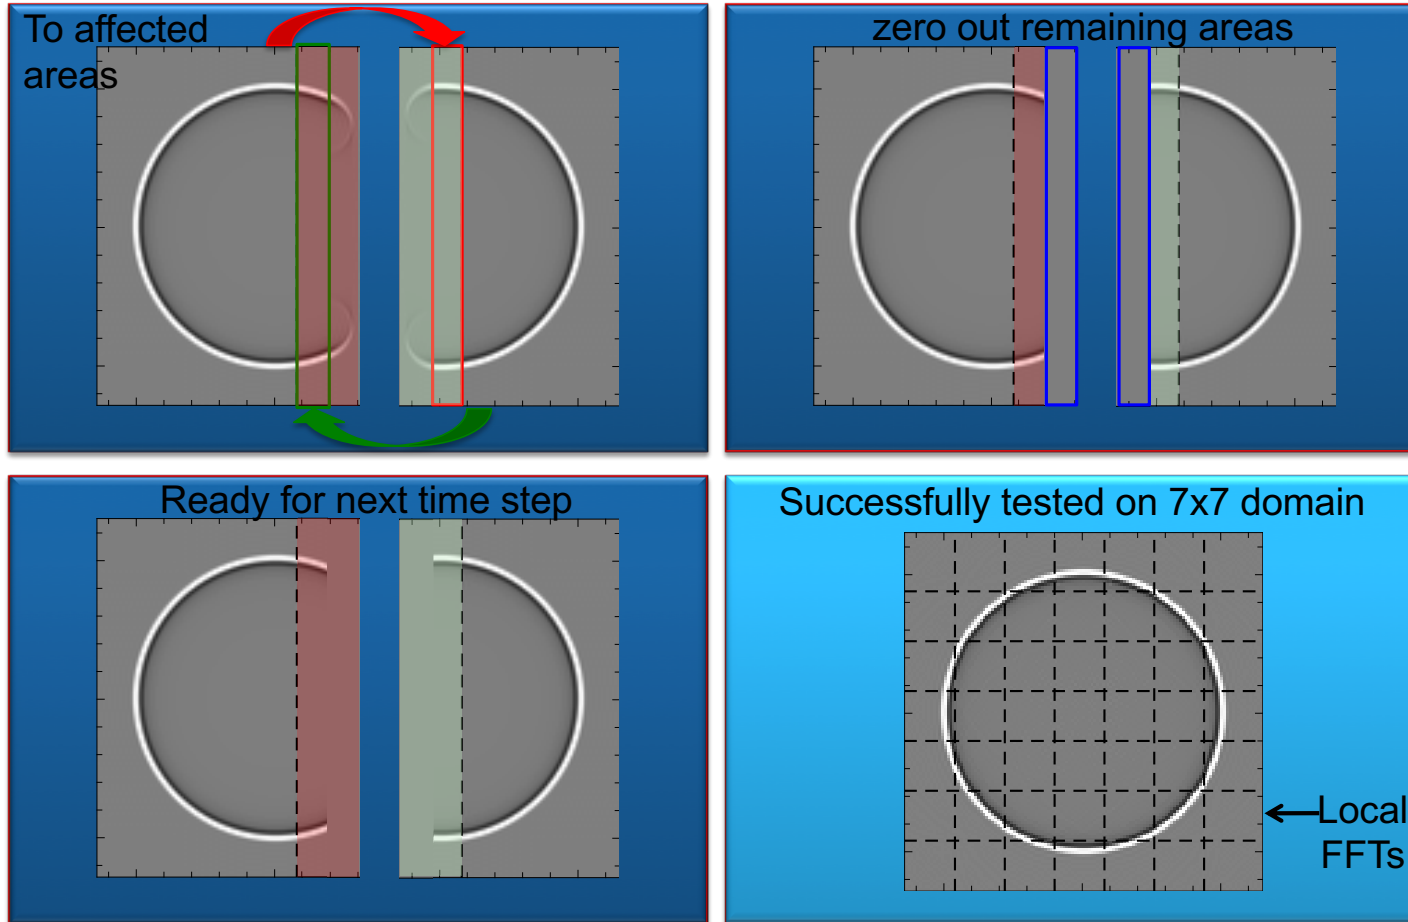 To affected
areas
zero out remaining areas
Ready for next time step
Successfully tested on 7x7 domain
Local
FFTs